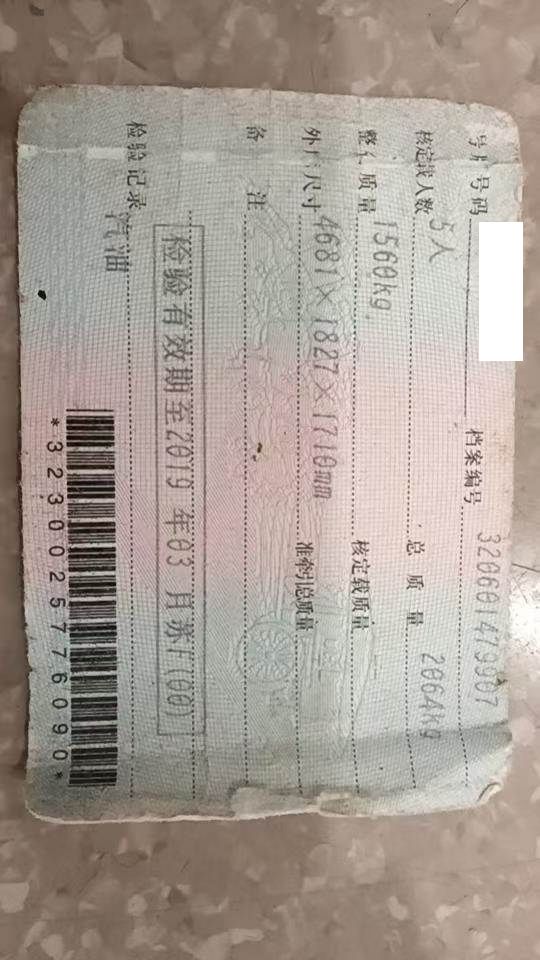 号牌号码 档案编号 320601479907
核定载人数 5人 总质量 2064kg
整备质量 1560kg 核定载质量
外廓尺寸 4681×1827×1710mm 准牵引总质量
备注
检验有效期至2019年03月苏F(00)
检验记录
汽油
*3230025776090*